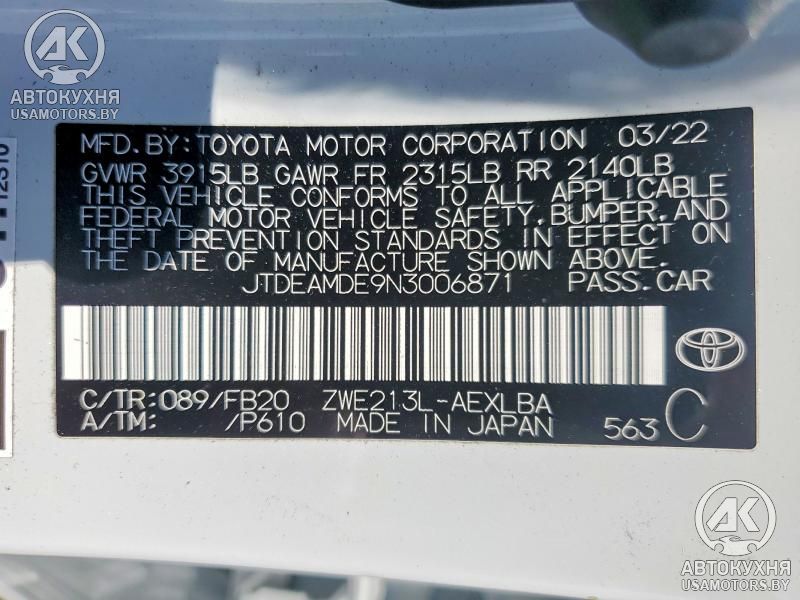 AK
АВТОКУХНЯ
USAMOTORS.BY
12310
MFD. BY: TOYOTA MOTOR CORPORATION 03/22
GVWR 3915LB GAWR FR 2315LB RR 2140LB
THIS VEHICLE CONFORMS TO ALL APPLICABLE
FEDERAL MOTOR VEHICLE SAFETY, BUMPER, AND
THEFT PREVENTION STANDARDS IN EFFECT ON
THE DATE OF MANUFACTURE SHOWN ABOVE.
JTDEAMDE9N3006871 PASS. CAR
C/TR: 089/FB20 ZWE213L-AEXLBA
A/TM: /P610 MADE IN JAPAN 563 C
AK
АВТОКУХНЯ
USAMOTORS.BY